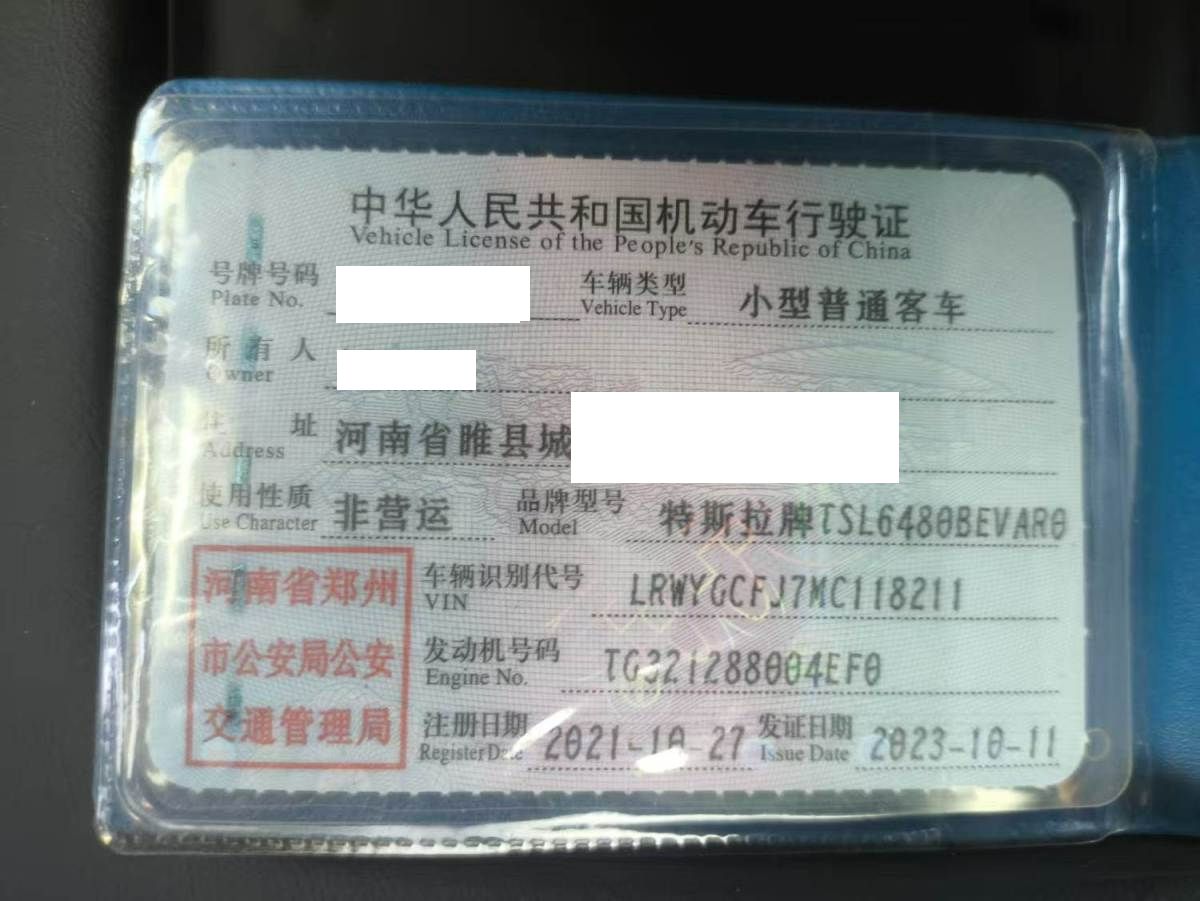 中华人民共和国机动车行驶证
Vehicle License of the People's Republic of China
号牌号码 车辆类型 小型普通客车
Plate No. Vehicle Type
所有人
Owner
住址 河南省睢县城
Address
使用性质 非营运 品牌型号 特斯拉牌TSL6480BEVAR0
Use Character Model
河南省郑州 车辆识别代号 LRWYGCFJ7MC118211
VIN
市公安局公安 发动机号码 TG321288004EF0
Engine No.
交通管理局 注册日期 2021-10-27 发证日期 2023-10-11
Register Date Issue Date